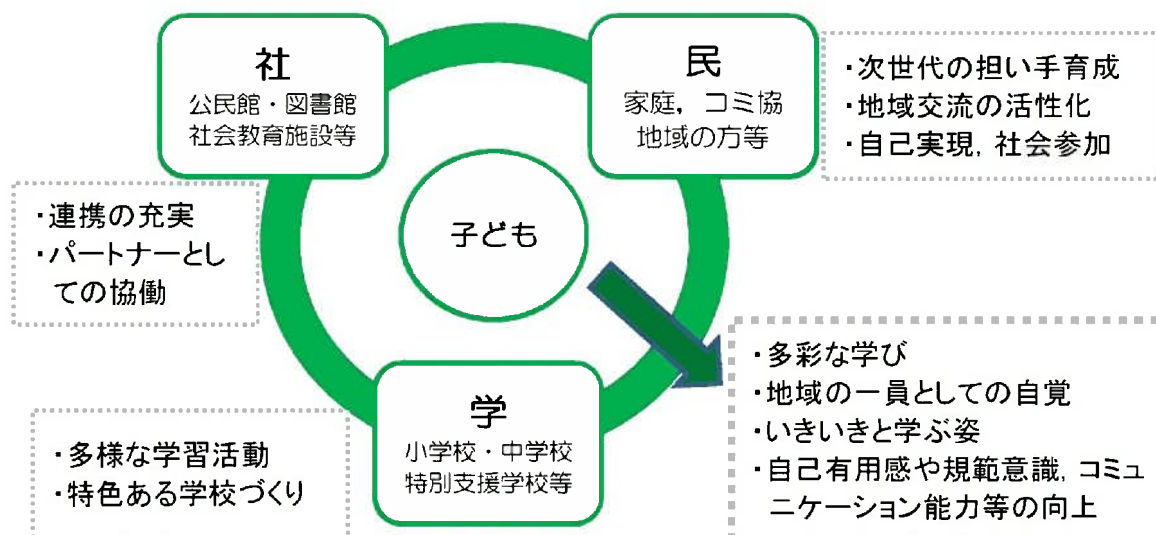 社
公民館・図書館
社会教育施設等
民
家庭，コミ協
地域の方等
・次世代の担い手育成
・地域交流の活性化
・自己実現，社会参加
・連携の充実
・パートナーとし
ての協働
子ども
学
小学校・中学校
特別支援学校等
・多様な学習活動
・特色ある学校づくり
・多彩な学び
・地域の一員としての自覚
・いきいきと学ぶ姿
・自己有用感や規範意識，コミュ
ニケーション能力等の向上